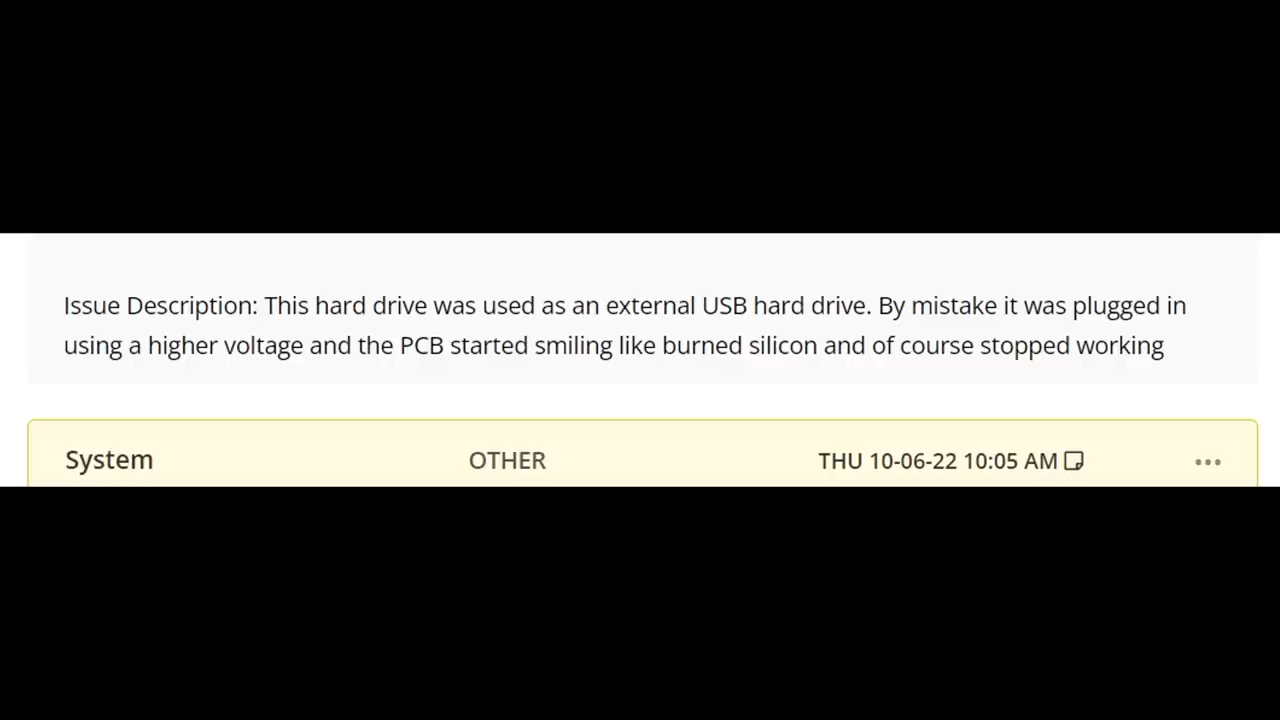 Issue Description: This hard drive was used as an external USB hard drive. By mistake it was plugged in
using a higher voltage and the PCB started smiling like burned silicon and of course stopped working
System OTHER THU 10-06-22 10:05 AM